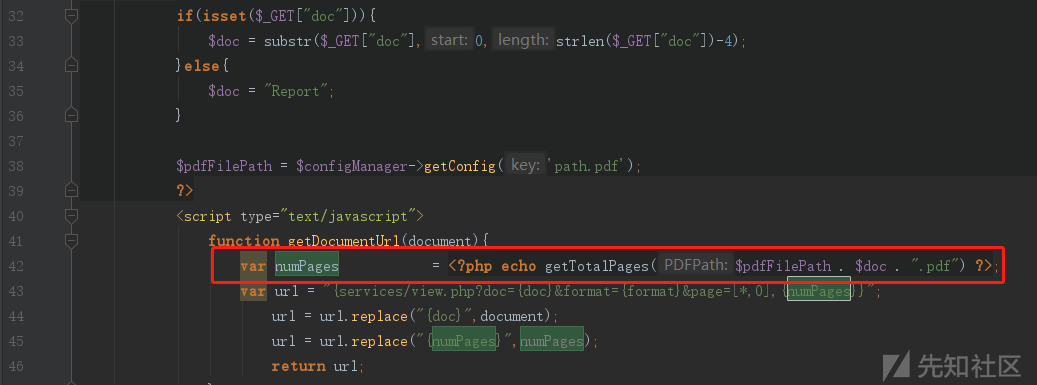 32 if(isset($_GET["doc"])){
33 $doc = substr($_GET["doc"], start: 0, length: strlen($_GET["doc"])-4);
34 }else{
35 $doc = "Report";
36 }
37
38 $pdfFilePath = $configManager->getConfig( key: 'path.pdf');
39 ?>
40 <script type="text/javascript">
41 function getDocumentUrl(document){
42 var numPages = <?php echo getTotalPages( PDFPath: $pdfFilePath . $doc . ".pdf") ?>;
43 var url = "{services/view.php?doc={doc}&format={format}&page=[*,0],{numPages}}";
44 url = url.replace("{doc}",document);
45 url = url.replace("{numPages}",numPages);
46 return url;
先知社区